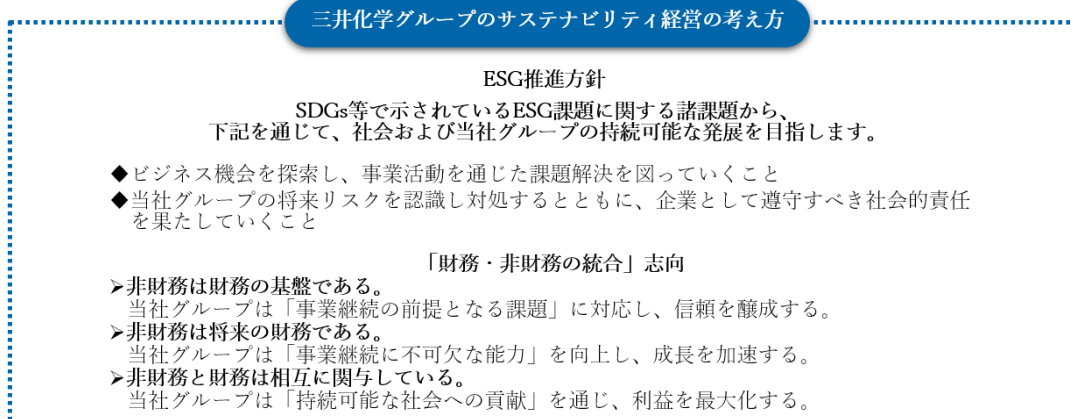 三井化学グループのサステナビリティ経営の考え方
ESG推進方針
SDGs等で示されているESG課題に関する諸課題から、
下記を通じて、社会および当社グループの持続可能な発展を目指します。
◆ビジネス機会を探索し、事業活動を通じた課題解決を図っていくこと
◆当社グループの将来リスクを認識し対処するとともに、企業として遵守すべき社会的責任
を果たしていくこと
「財務・非財務の統合」志向
➢非財務は財務の基盤である。
当社グループは「事業継続の前提となる課題」に対応し、信頼を醸成する。
➢非財務は将来の財務である。
当社グループは「事業継続に不可欠な能力」を向上し、成長を加速する。
➢非財務と財務は相互に関与している。
当社グループは「持続可能な社会への貢献」を通じ、利益を最大化する。